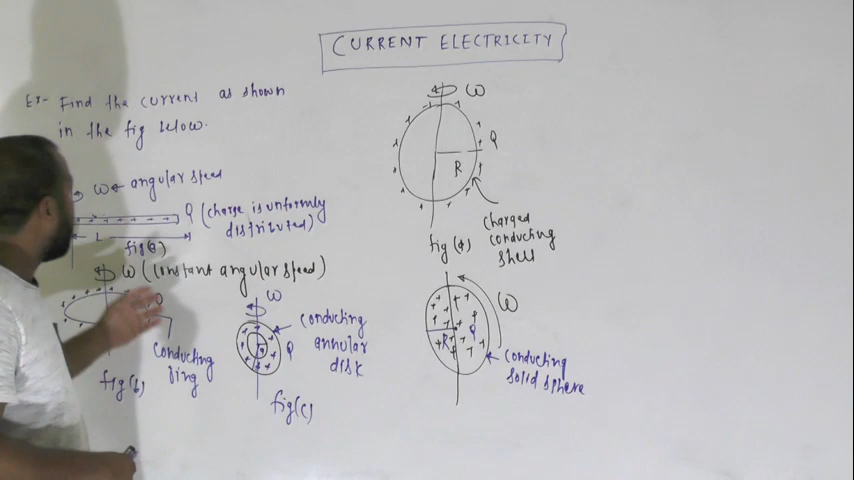 CURRENT ELECTRICITY
Ex- Find the current as shown
in the fig below.
ω ← angular speed
Q (charge is uniformly
distributed)
L
fig(a)
ω (constant angular speed)
Q
conducting
ring
fig(b)
ω
conducting
annular
disk
Q
fig(c)
ω
Q
R
charged
conducting
shell
fig(d)
ω
R
Q
conducting
solid sphere